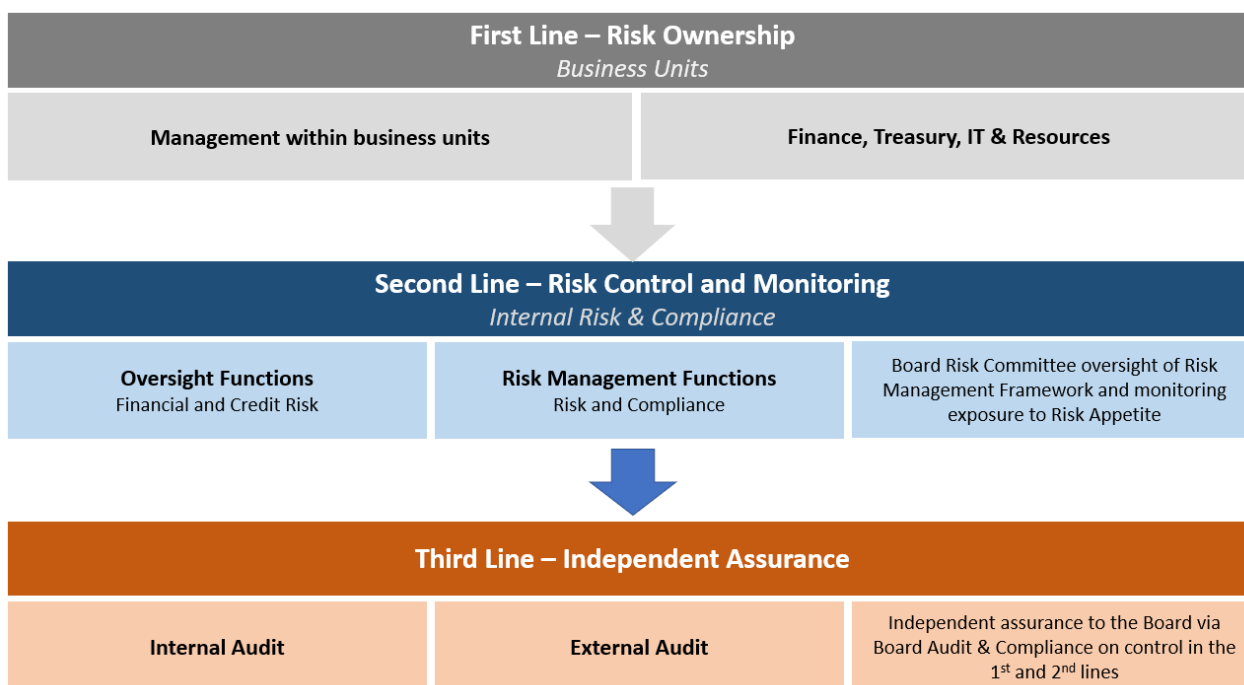 First Line – Risk Ownership
Business Units
Management within business units
Finance, Treasury, IT & Resources
Second Line – Risk Control and Monitoring
Internal Risk & Compliance
Oversight Functions
Financial and Credit Risk
Risk Management Functions
Risk and Compliance
Board Risk Committee oversight of Risk
Management Framework and monitoring
exposure to Risk Appetite
Third Line – Independent Assurance
Internal Audit
External Audit
Independent assurance to the Board via
Board Audit & Compliance on control in the
1st and 2nd lines